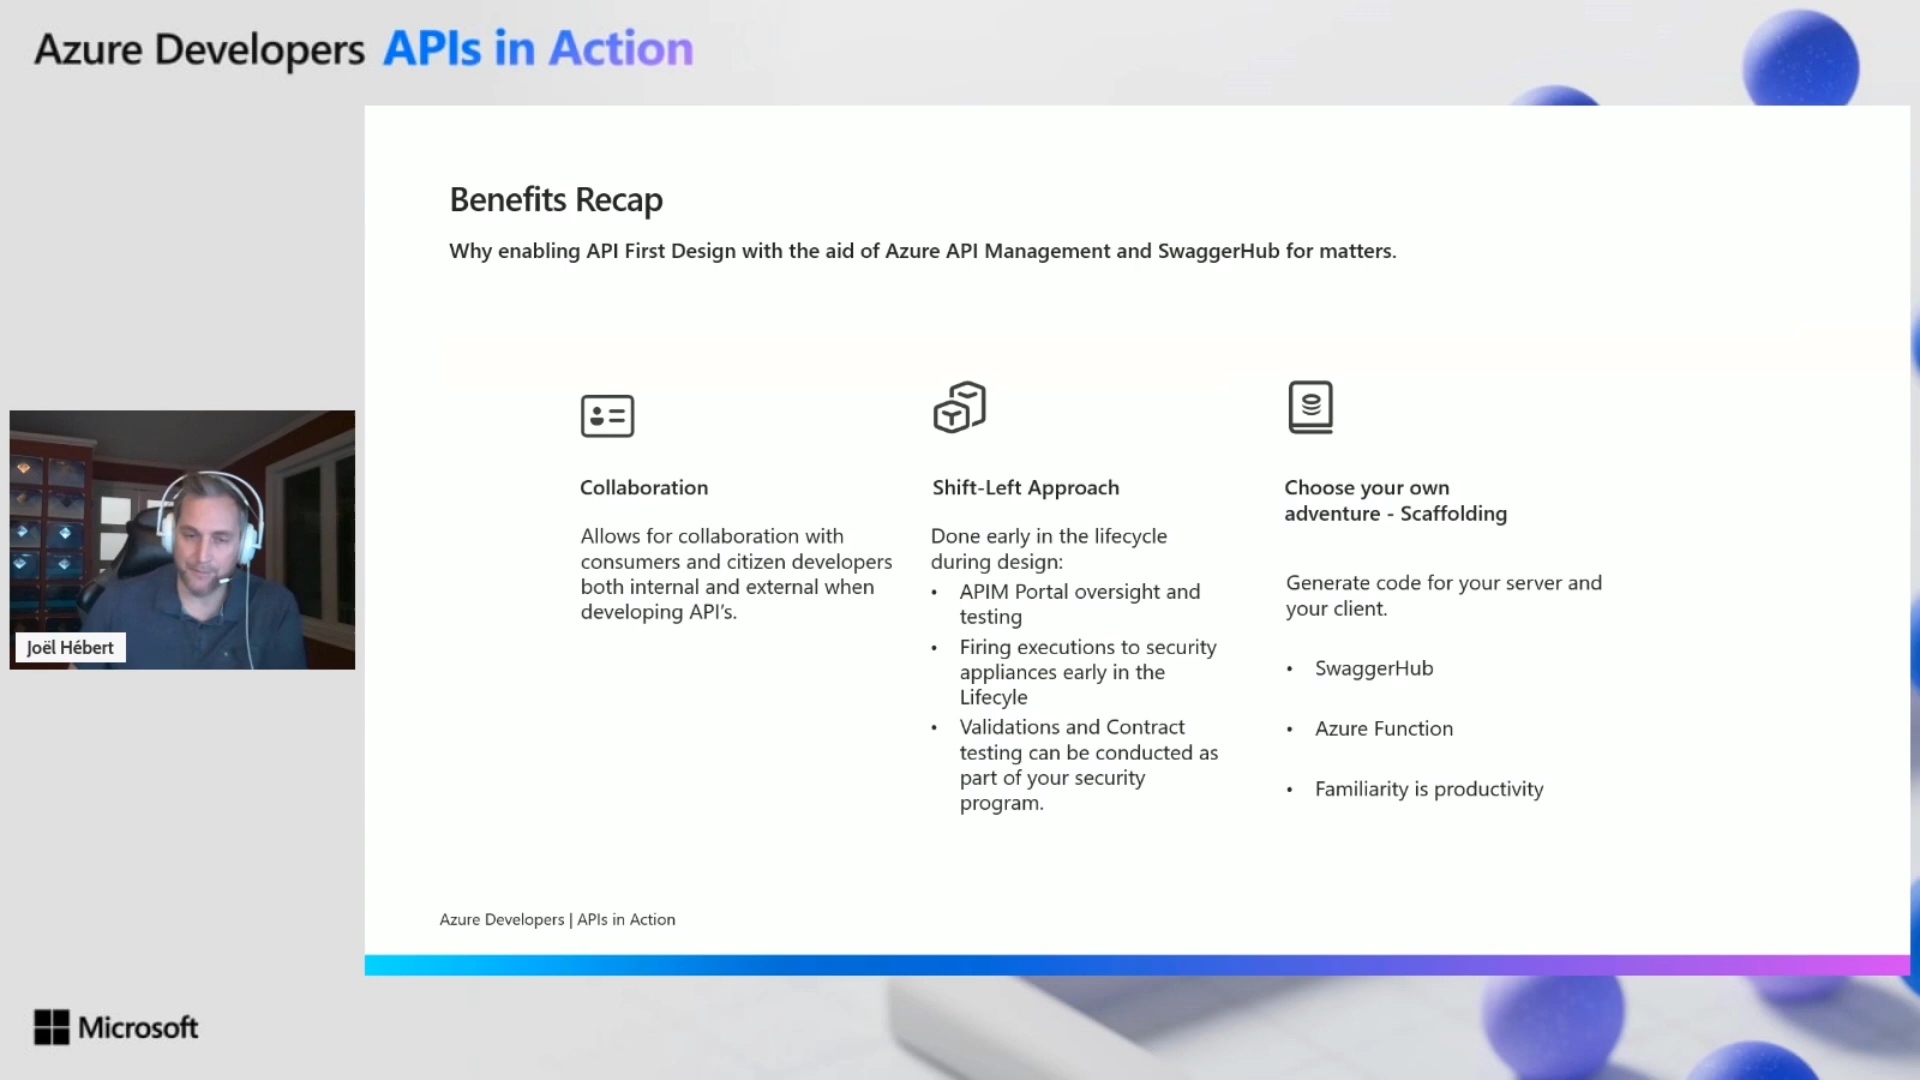 Azure Developers APIs in Action
Benefits Recap
Why enabling API First Design with the aid of Azure API Management and SwaggerHub for matters.
Collaboration
Allows for collaboration with
consumers and citizen developers
both internal and external when
developing API's.
Shift-Left Approach
Done early in the lifecycle
during design:
• APIM Portal oversight and
testing
• Firing executions to security
appliances early in the
Lifecyle
• Validations and Contract
testing can be conducted as
part of your security
program.
Choose your own
adventure - Scaffolding
Generate code for your server and
your client.
• SwaggerHub
• Azure Function
• Familiarity is productivity
Joël Hébert
Azure Developers | APIs in Action
Microsoft